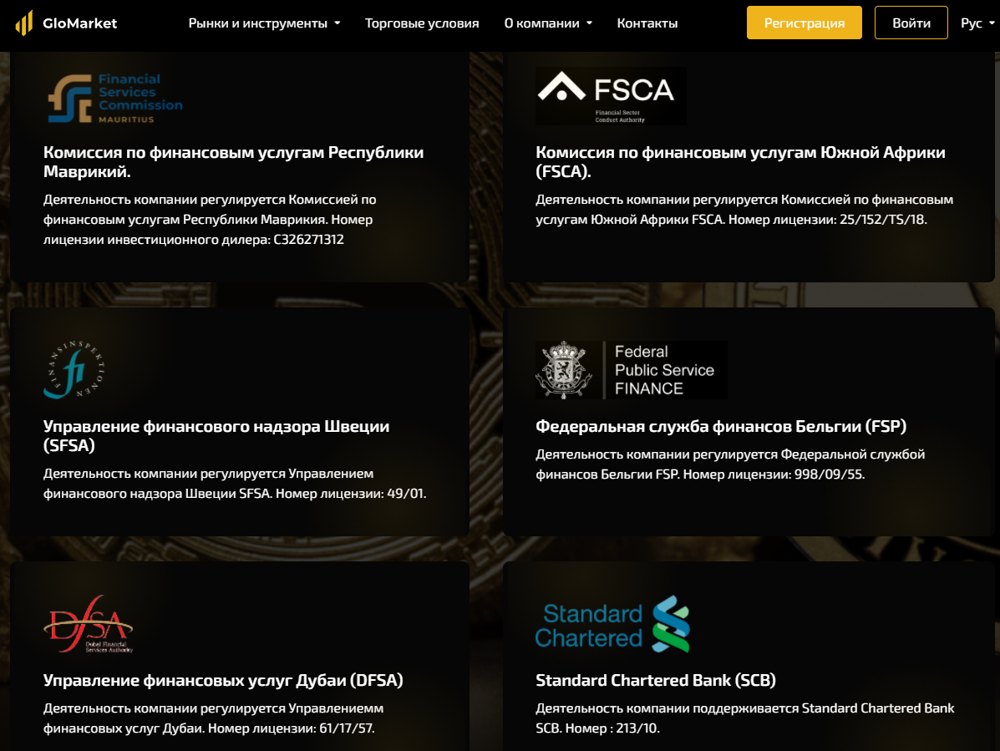 GloMarket
Рынки и инструменты
Торговые условия
О компании
Контакты
Регистрация
Войти
Рус
Financial
Services
Commission
MAURITIUS
Комиссия по финансовым услугам Республики
Маврикий.
Деятельность компании регулируется Комиссией по
финансовым услугам Республики Маврикия. Номер
лицензии инвестиционного дилера: C326271312
FSCA
Financial Sector
Conduct Authority
Комиссия по финансовым услугам Южной Африки
(FSCA).
Деятельность компании регулируется Комиссией по финансовым
услугам Южной Африки FSCA. Номер лицензии: 25/152/TS/18.
FINANSINSPEKTIONEN
fi
Управление финансового надзора Швеции
(SFSA)
Деятельность компании регулируется Управлением
финансового надзора Швеции SFSA. Номер лицензии: 49/01.
Federal
Public Service
FINANCE
Федеральная служба финансов Бельгии (FSP)
Деятельность компании регулируется Федеральной службой
финансов Бельгии FSP. Номер лицензии: 998/09/55.
DFSA
Dubai Financial
Services Authority
Управление финансовых услуг Дубаи (DFSA)
Деятельность компании регулируется Управлениемм
финансовых услуг Дубаи. Номер лицензии: 61/17/57.
Standard
Chartered
Standard Chartered Bank (SCB)
Деятельность компании поддерживается Standard Chartered Bank
SCB. Номер : 213/10.